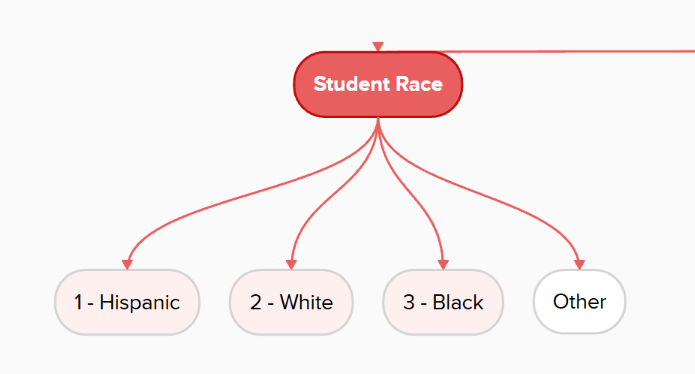 Student Race
1 - Hispanic
2 - White
3 - Black
Other